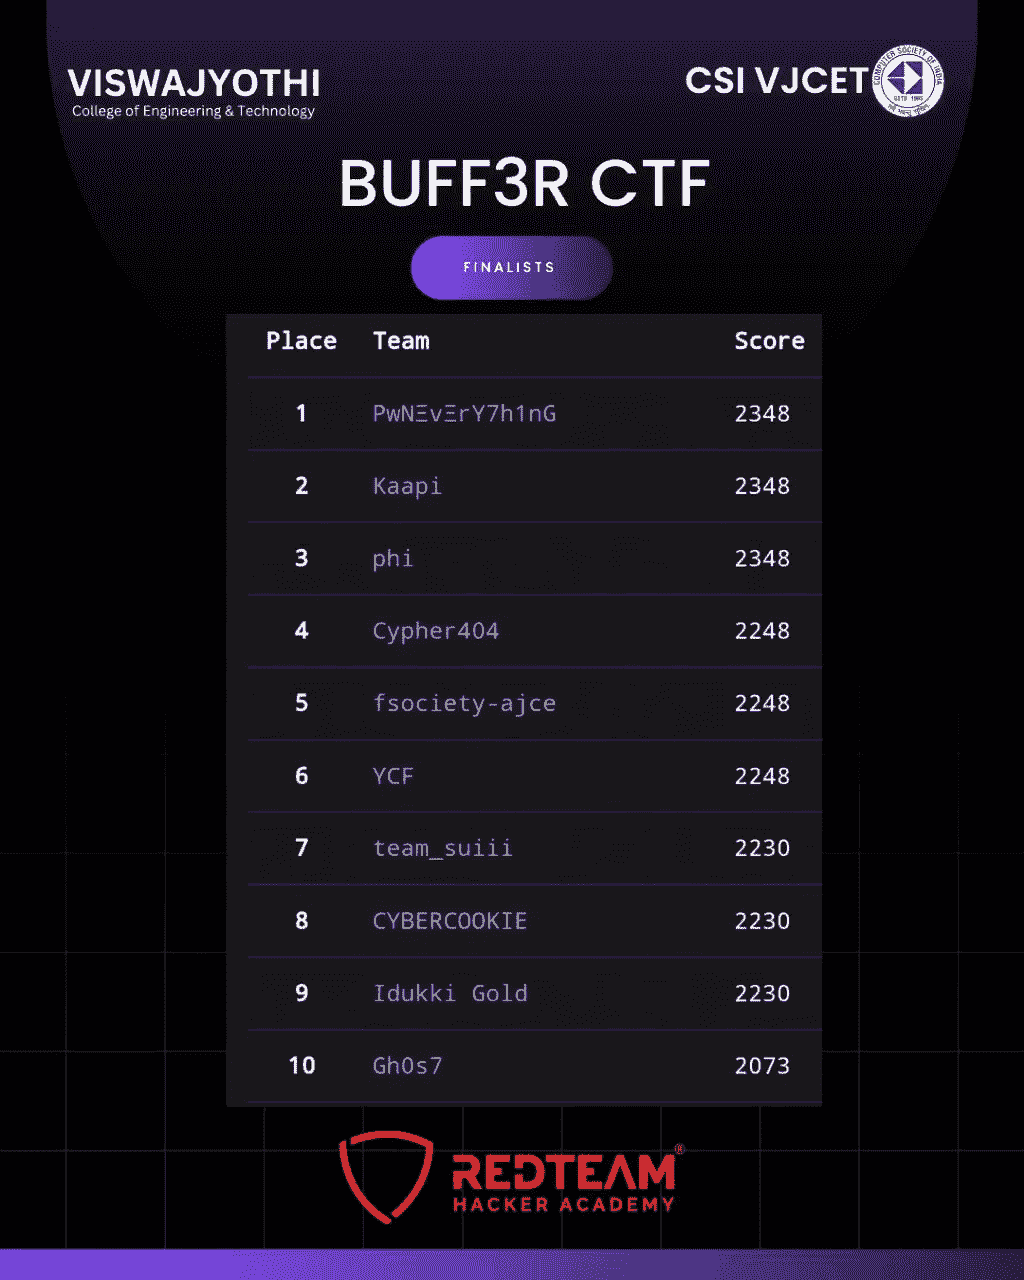 VISWAJYOTHI
College of Engineering & Technology
CSI VJCET
COMPUTER SOCIETY OF INDIA
BUFF3R CTF
FINALISTS
Place Team Score
1 PwNΞvΞrY7h1nG 2348
2 Kaapi 2348
3 phi 2348
4 Cypher404 2248
5 fsociety-ajce 2248
6 YCF 2248
7 team_suiii 2230
8 CYBERCOOKIE 2230
9 Idukki Gold 2230
10 Gh0s7 2073
REDTEAM®
HACKER ACADEMY